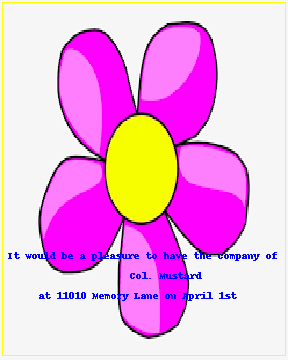 It would be a pleasure to have the company of
Col. Mustard
at 11010 Memory Lane on April 1st